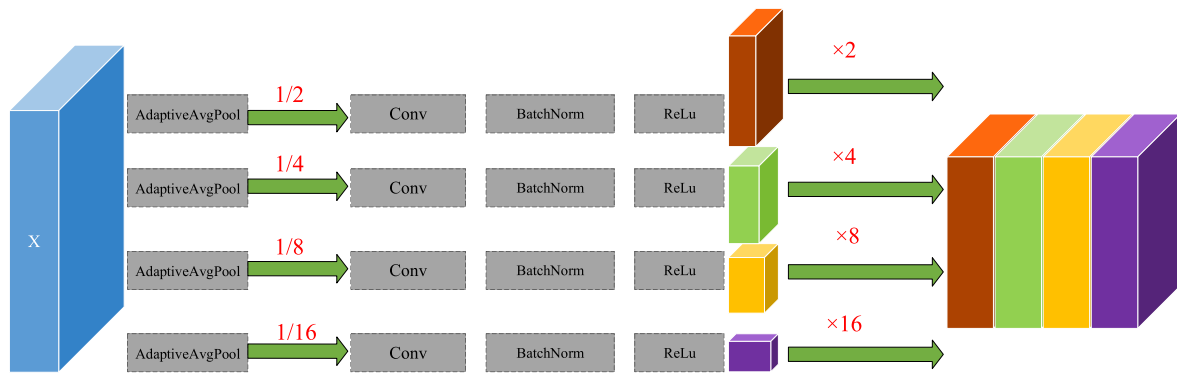 AdaptiveAvgPool 1/2 Conv BatchNorm ReLu ×2
AdaptiveAvgPool 1/4 Conv BatchNorm ReLu ×4
X
AdaptiveAvgPool 1/8 Conv BatchNorm ReLu ×8
AdaptiveAvgPool 1/16 Conv BatchNorm ReLu ×16